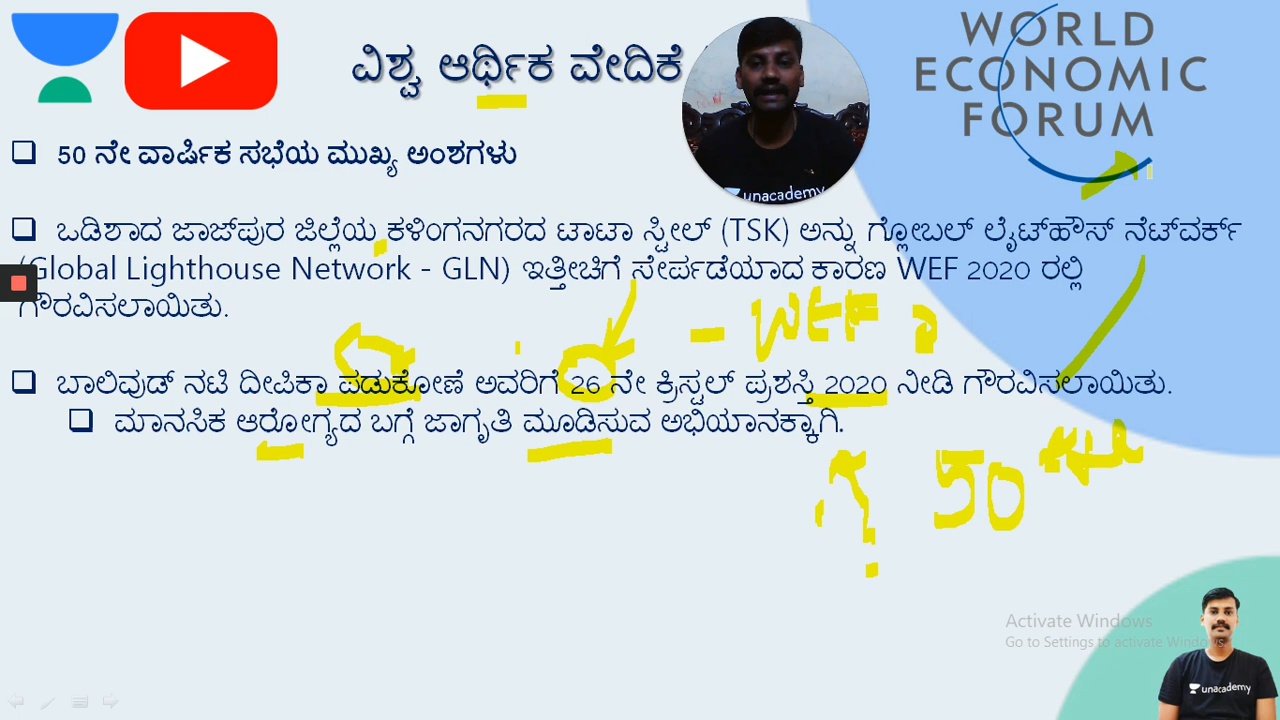 ವಿಶ್ವ ಆರ್ಥಿಕ ವೇದಿಕೆ
WORLD
ECONOMIC
FORUM
❑ 50 ನೇ ವಾರ್ಷಿಕ ಸಭೆಯ ಮುಖ್ಯ ಅಂಶಗಳು
unacademy
❑ ಒಡಿಶಾದ ಜಾಜ್‌ಪುರ ಜಿಲ್ಲೆಯ ಕಳಿಂಗನಗರದ ಟಾಟಾ ಸ್ಟೀಲ್ (TSK) ಅನ್ನು ಗ್ಲೋಬಲ್ ಲೈಟ್‌ಹೌಸ್ ನೆಟ್‌ವರ್ಕ್
(Global Lighthouse Network - GLN) ಇತ್ತೀಚಿಗೆ ಸೇರ್ಪಡೆಯಾದ ಕಾರಣ WEF 2020 ರಲ್ಲಿ
ಗೌರವಿಸಲಾಯಿತು.
- WEF
❑ ಬಾಲಿವುಡ್ ನಟಿ ದೀಪಿಕಾ ಪಡುಕೋಣೆ ಅವರಿಗೆ 26 ನೇ ಕ್ರಿಸ್ಟಲ್ ಪ್ರಶಸ್ತಿ 2020 ನೀಡಿ ಗೌರವಿಸಲಾಯಿತು.
❑ ಮಾನಸಿಕ ಆರೋಗ್ಯದ ಬಗ್ಗೆ ಜಾಗೃತಿ ಮೂಡಿಸುವ ಅಭಿಯಾನಕ್ಕಾಗಿ.
50
Activate Windows
Go to Settings to activate Windows.
unacademy